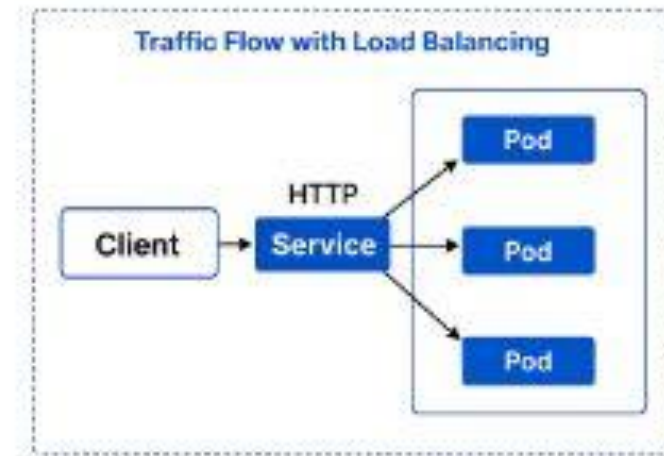 Traffic Flow with Load Balancing
Pod
HTTP
Client
Service
Pod
Pod